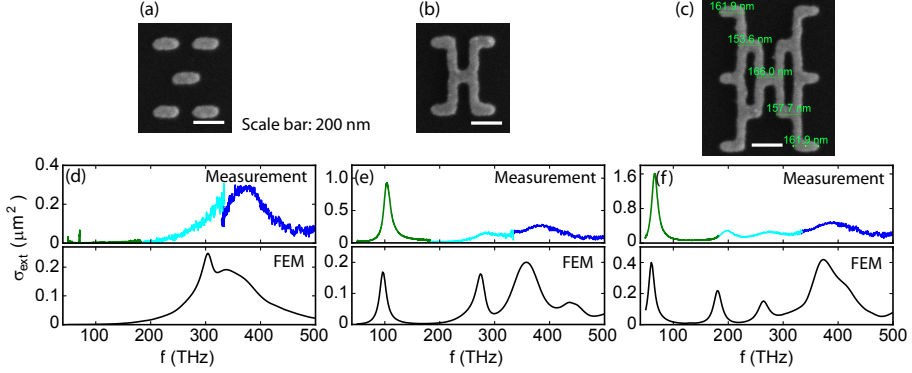 (a)
(b)
(c)
161.9 nm
153.6 nm
166.0 nm
157.7 nm
161.9 nm
Scale bar: 200 nm
(d)
Measurement
(e)
Measurement
(f)
Measurement
0.4
0.2
0
1.0
0.5
0.0
1.6
0.8
0.0
σext (μm²)
FEM
FEM
FEM
0.2
0.1
0
0.2
0.1
0
0.4
0.2
0
100 200 300 400 500
100 200 300 400 500
100 200 300 400 500
f (THz)
f (THz)
f (THz)